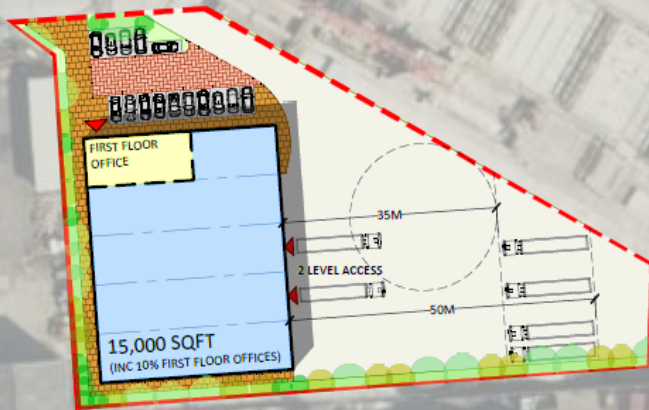 FIRST FLOOR
OFFICE
35M
2 LEVEL ACCESS
50M
15,000 SQFT
(INC 10% FIRST FLOOR OFFICES)